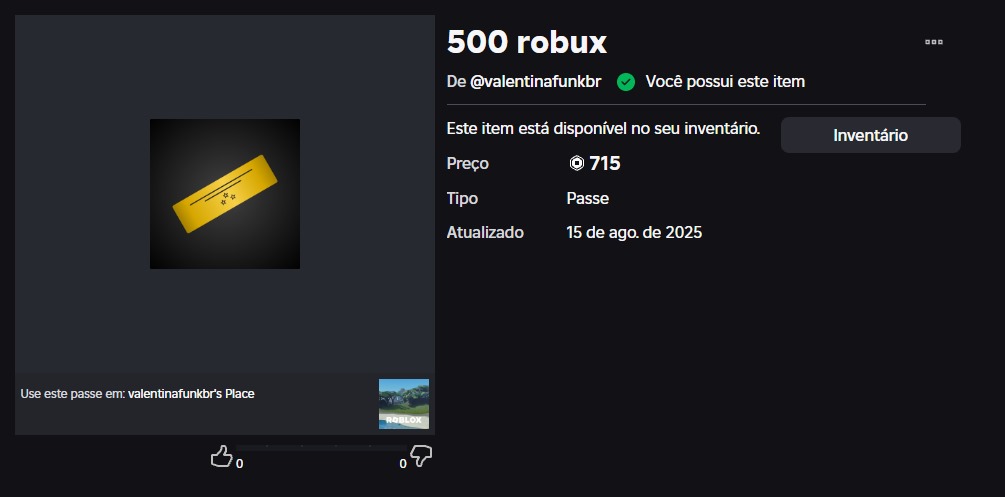 500 robux
De @valentinafunkbr Você possui este item
Este item está disponível no seu inventário.
Inventário
Preço 715
Tipo Passe
Atualizado 15 de ago. de 2025
Use este passe em: valentinafunkbr's Place
ROBLOX
0 0